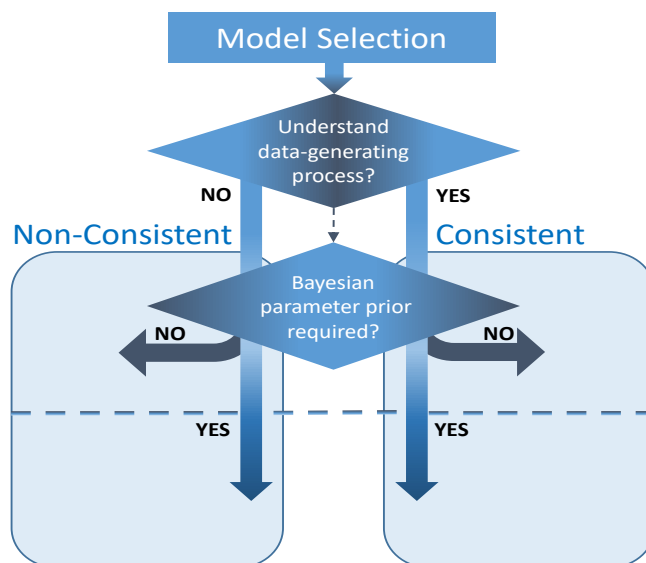 Model Selection
Understand
data-generating
process?
NO
YES
Non-Consistent
Consistent
Bayesian
parameter prior
required?
NO
NO
YES
YES